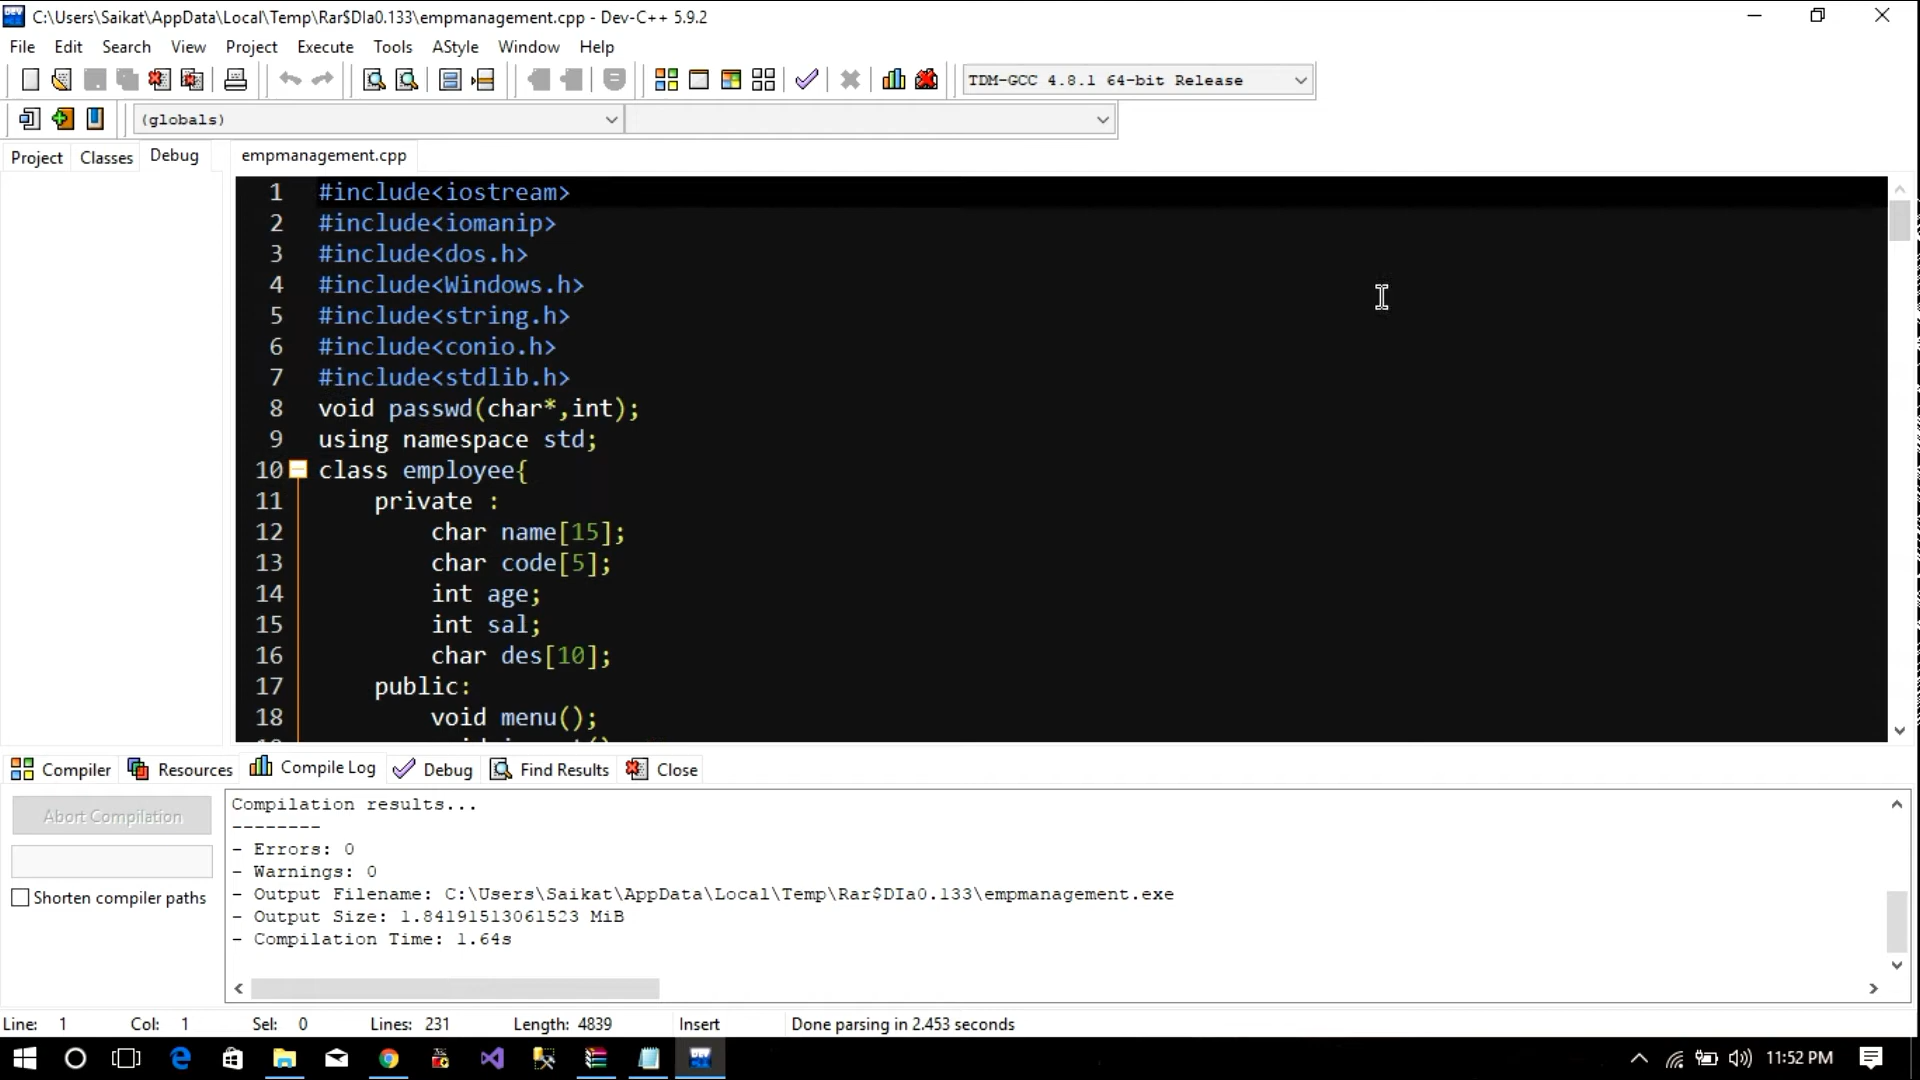 C:\Users\Saikat\AppData\Local\Temp\Rar$DIa0.133\empmanagement.cpp - Dev-C++ 5.9.2
File Edit Search View Project Execute Tools AStyle Window Help
TDM-GCC 4.8.1 64-bit Release
(globals)
Project Classes Debug empmanagement.cpp
1 #include<iostream>
2 #include<iomanip>
3 #include<dos.h>
4 #include<Windows.h>
5 #include<string.h>
6 #include<conio.h>
7 #include<stdlib.h>
8 void passwd(char*,int);
9 using namespace std;
10 class employee{
11 private :
12 char name[15];
13 char code[5];
14 int age;
15 int sal;
16 char des[10];
17 public:
18 void menu();
Compiler Resources Compile Log Debug Find Results Close
Abort Compilation
Shorten compiler paths
Compilation results...
--------
- Errors: 0
- Warnings: 0
- Output Filename: C:\Users\Saikat\AppData\Local\Temp\Rar$DIa0.133\empmanagement.exe
- Output Size: 1.84191513061523 MiB
- Compilation Time: 1.64s
Line: 1 Col: 1 Sel: 0 Lines: 231 Length: 4839 Insert Done parsing in 2.453 seconds
DEV 11:52 PM